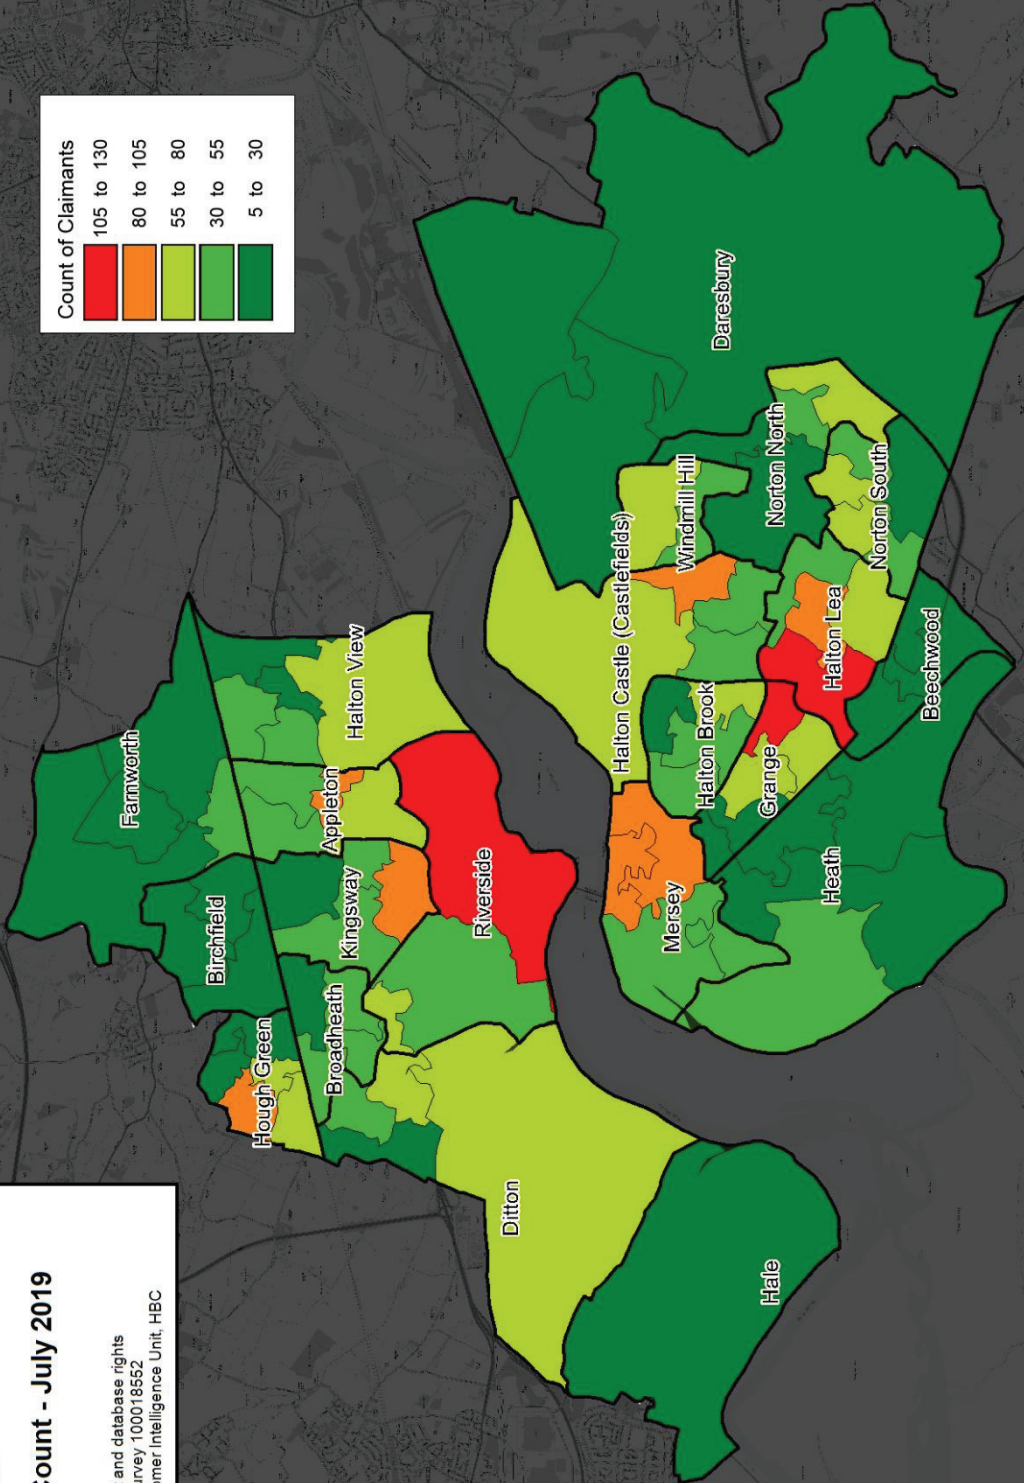 ount - July 2019
and database rights
urvey 100018552
omer Intelligence Unit, HBC
Count of Claimants
105 to 130
80 to 105
55 to 80
30 to 55
5 to 30
Farnworth
Birchfield
Hough Green
Halton View
Appleton
Kingsway
Broadheath
Riverside
Ditton
Hale
Daresbury
Windmill Hill
Norton North
Norton South
Halton Castle (Castlefields)
Halton Lea
Halton Brook
Grange
Beechwood
Mersey
Heath